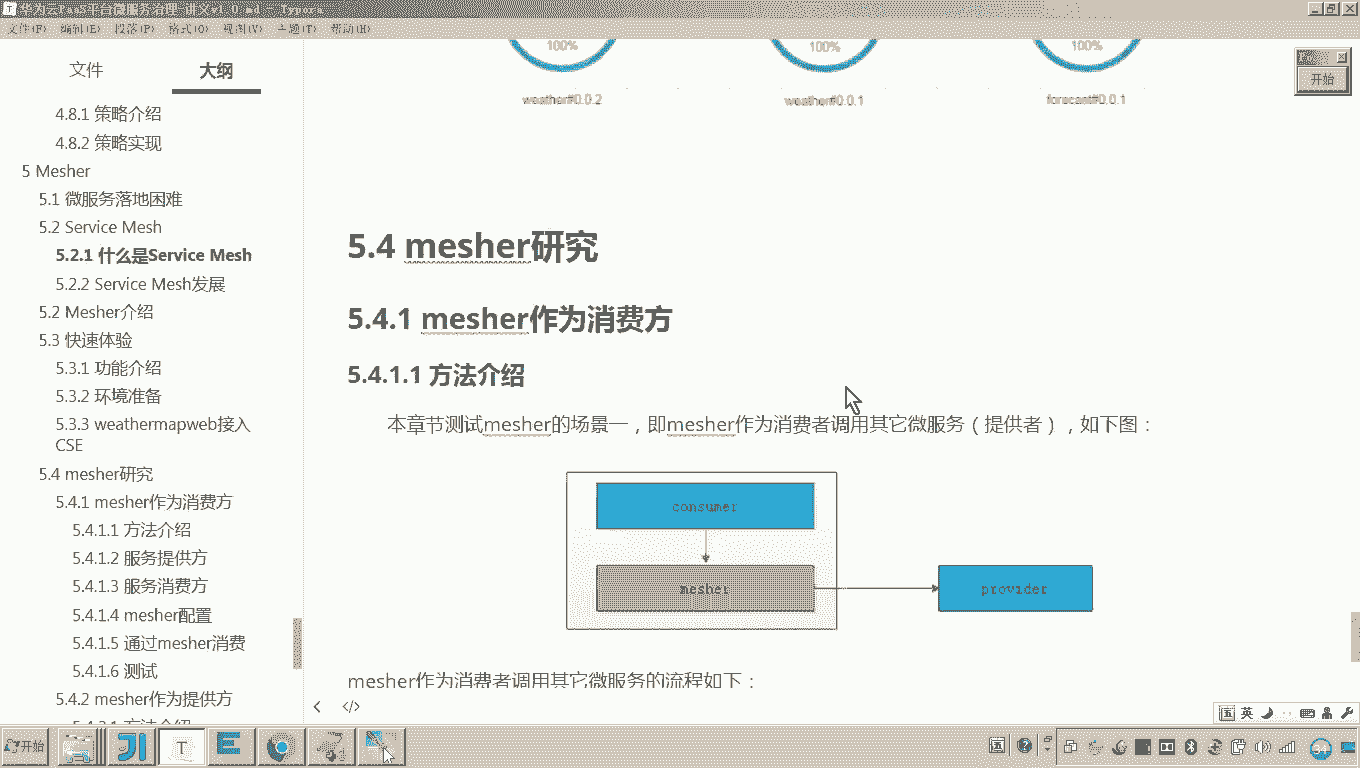 华为云PaaS平台微服务治理-讲义v1.0.md - Typora
文件(F) 编辑(E) 段落(P) 格式(O) 视图(V) 主题(T) 帮助(H)
文件
大纲
4.8.1 策略介绍
4.8.2 策略实现
5 Mesher
5.1 微服务落地困难
5.2 Service Mesh
5.2.1 什么是Service Mesh
5.2.2 Service Mesh发展
5.2 Mesher介绍
5.3 快速体验
5.3.1 功能介绍
5.3.2 环境准备
5.3.3 weathermapweb接入
CSE
5.4 mesher研究
5.4.1 mesher作为消费方
5.4.1.1 方法介绍
5.4.1.2 服务提供方
5.4.1.3 服务消费方
5.4.1.4 mesher配置
5.4.1.5 通过mesher消费
5.4.1.6 测试
5.4.2 mesher作为提供方
5.4.2.1 方法介绍
100%
100%
100%
weather#0.0.2
weather#0.0.1
forecast#0.0.1
5.4 mesher研究
5.4.1 mesher作为消费方
5.4.1.1 方法介绍
本章节测试mesher的场景一，即mesher作为消费者调用其它微服务（提供者），如下图：
consumer
mesher
provider
mesher作为消费者调用其它微服务的流程如下：
开始
英
开始
34